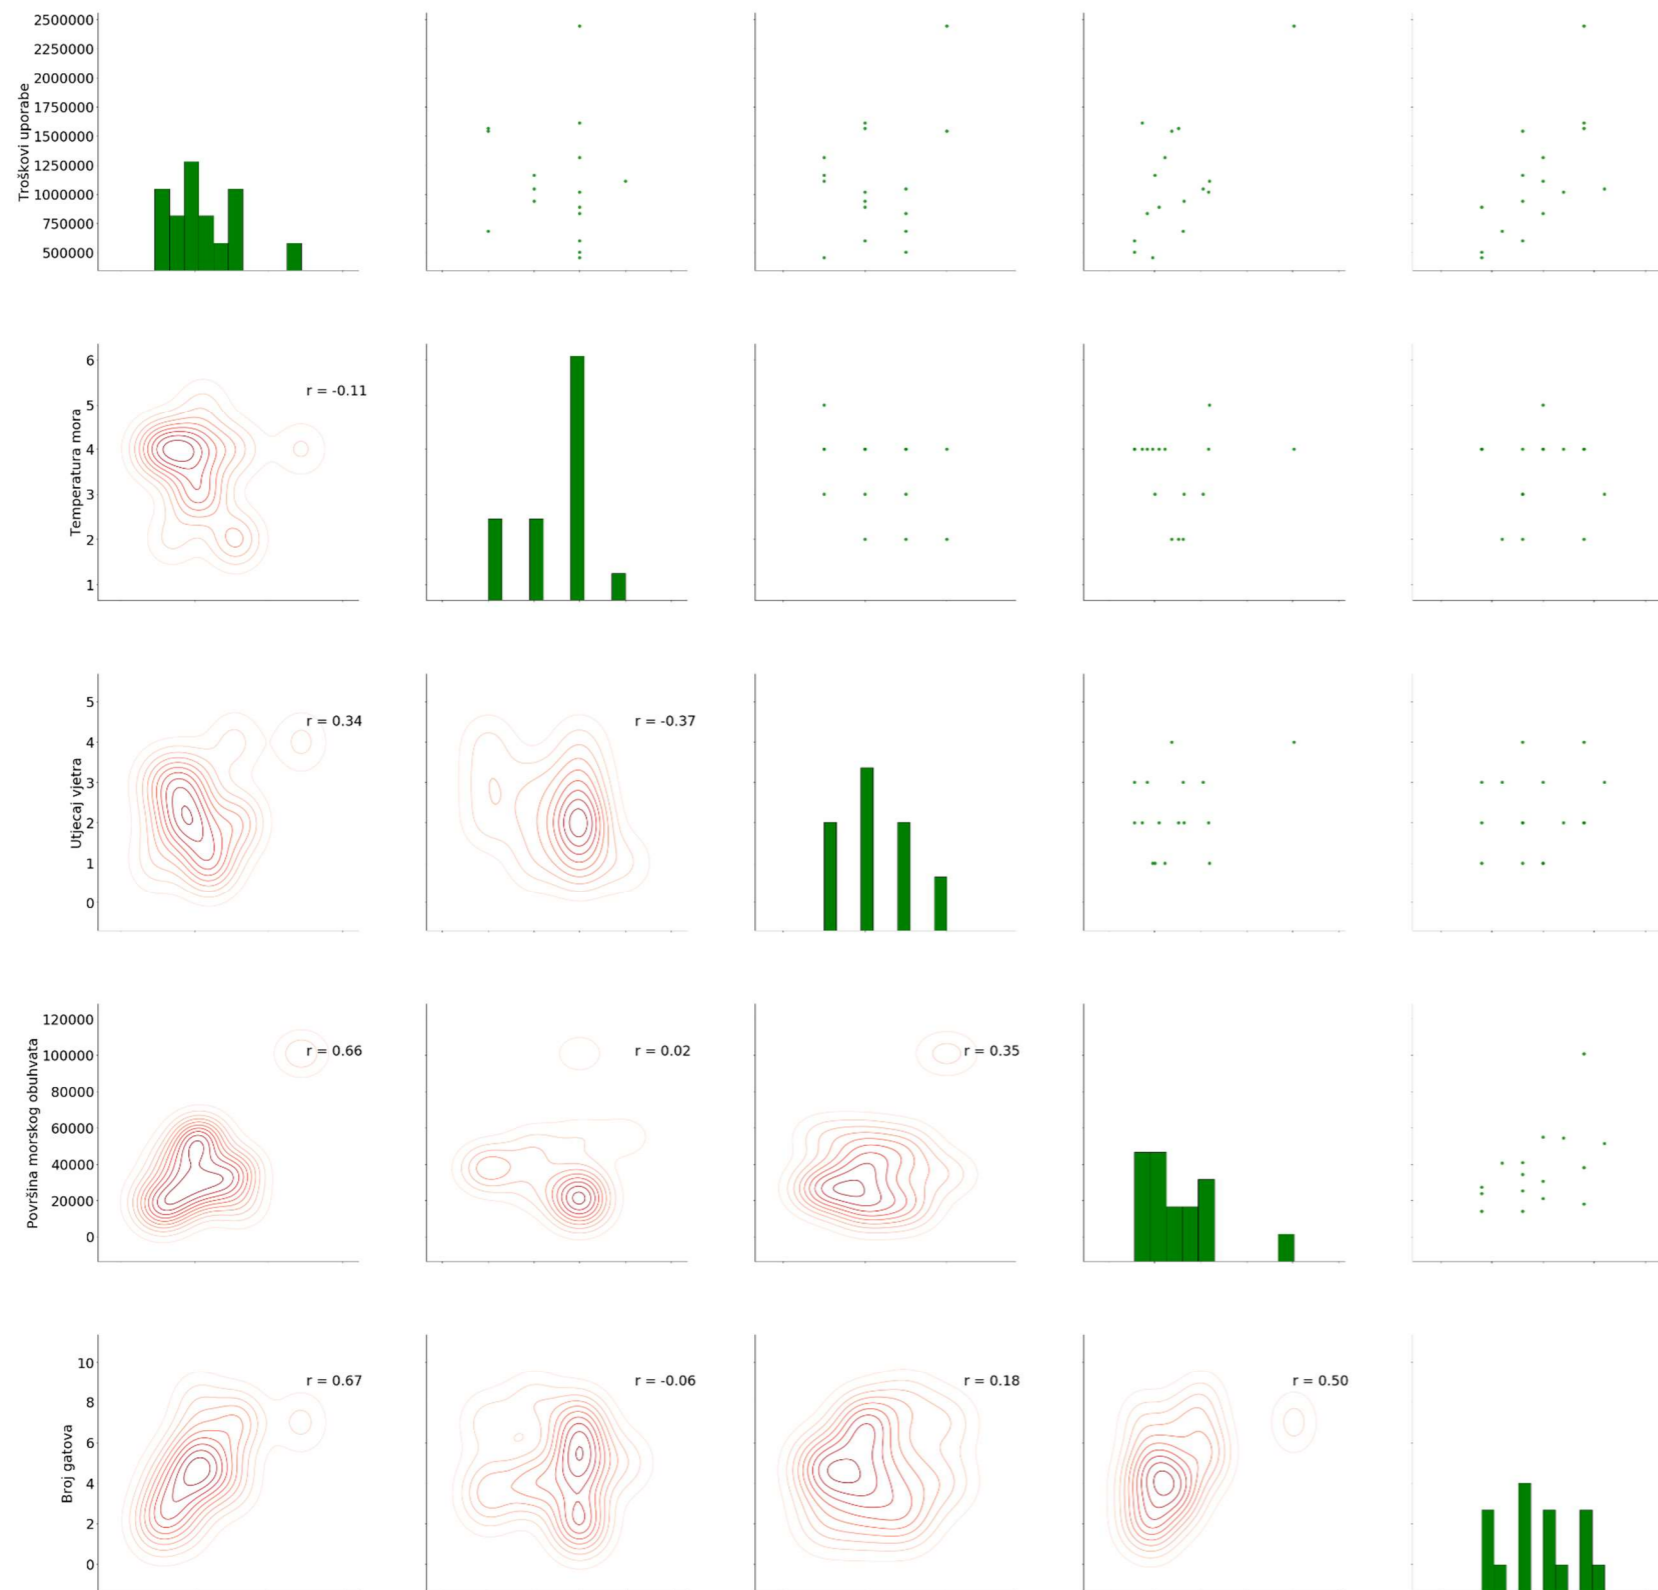 2500000
2250000
2000000
1750000
1500000
1250000
1000000
750000
500000
Troškovi uporabe
6
5
4
3
2
1
Temperatura mora
r = -0.11
5
4
3
2
1
0
Utjecaj vjetra
r = 0.34
r = -0.37
120000
100000
80000
60000
40000
20000
0
Površina morskog obuhvata
r = 0.66
r = 0.02
r = 0.35
10
8
6
4
2
0
Broj gatova
r = 0.67
r = -0.06
r = 0.18
r = 0.50